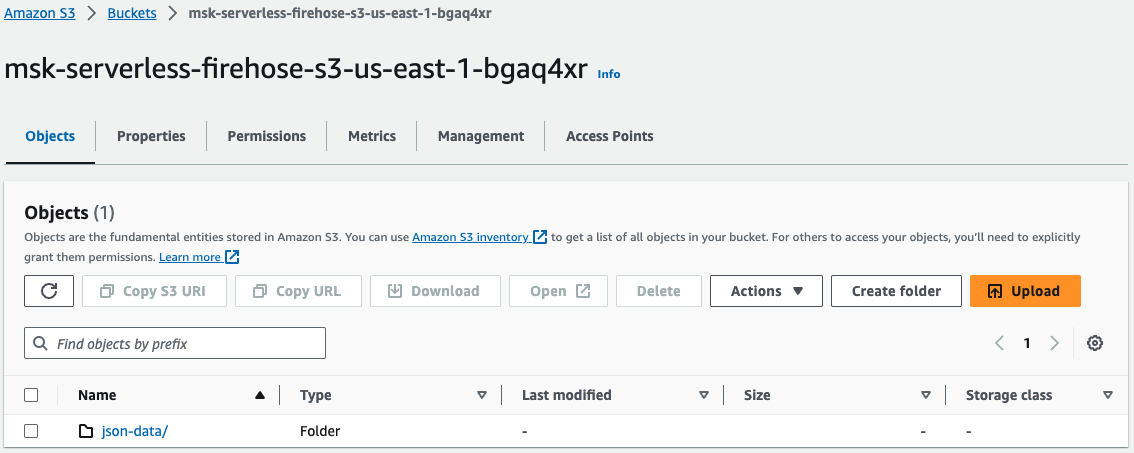 Amazon S3 > Buckets > msk-serverless-firehose-s3-us-east-1-bgaq4xr
msk-serverless-firehose-s3-us-east-1-bgaq4xr Info
Objects Properties Permissions Metrics Management Access Points
Objects (1)
Objects are the fundamental entities stored in Amazon S3. You can use Amazon S3 inventory to get a list of all objects in your bucket. For others to access your objects, you'll need to explicitly
grant them permissions. Learn more
Copy S3 URI Copy URL Download Open Delete Actions Create folder Upload
Find objects by prefix 1
Name Type Last modified Size Storage class
json-data/ Folder - - -